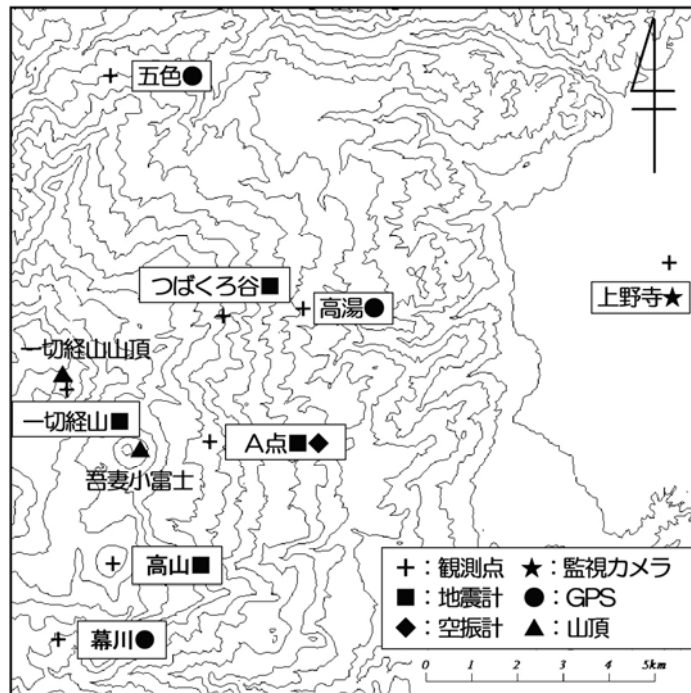 五色●
つばくろ谷■
高湯●
上野寺★
一切経山山頂
一切経山■
A点■◆
吾妻小富士
高山■
幕川●
+:観測点 ★:監視カメラ
■:地震計 ●:GPS
◆:空振計 ▲:山頂
0 1 2 3 4 5km